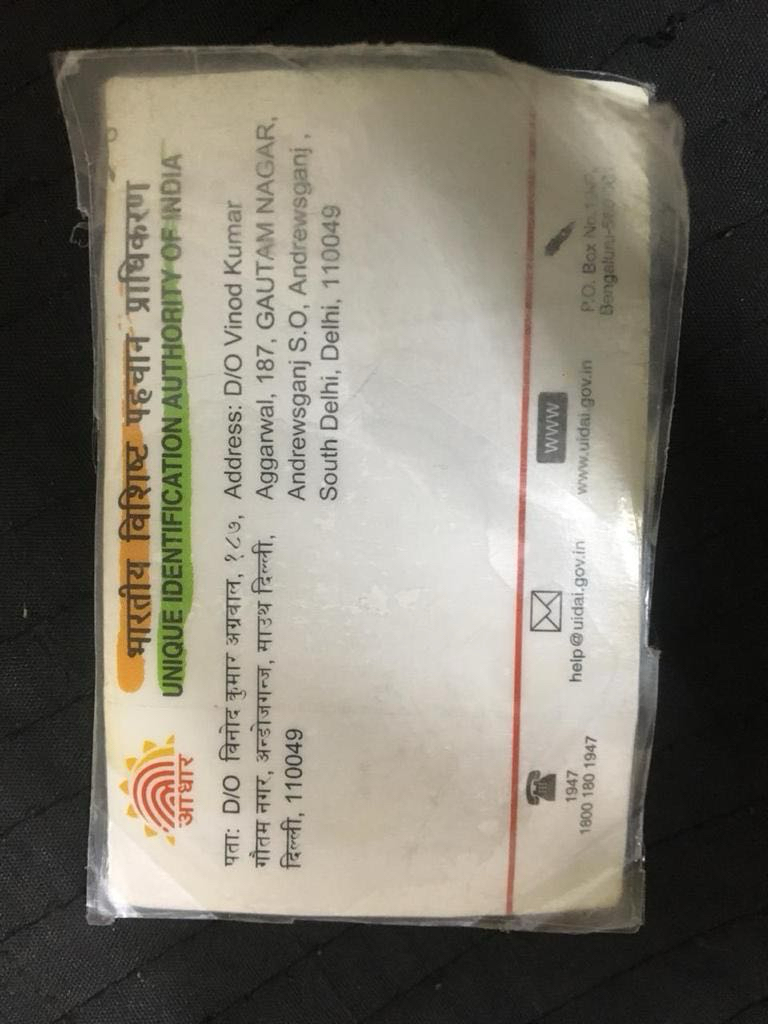 भारतीय विशिष्ट पहचान प्राधिकरण
UNIQUE IDENTIFICATION AUTHORITY OF INDIA
आधार
पता: D/O विनोद कुमार अग्रवाल, १८७,
गौतम नगर, अन्डोजगन्ज, साउथ दिल्ली,
दिल्ली, 110049
Address: D/O Vinod Kumar
Aggarwal, 187, GAUTAM NAGAR,
Andrewsganj S.O, Andrewsganj ,
South Delhi, Delhi, 110049
1947
1800 180 1947
help@uidai.gov.in
WWW
www.uidai.gov.in
P.O. Box No.
Bengaluru-